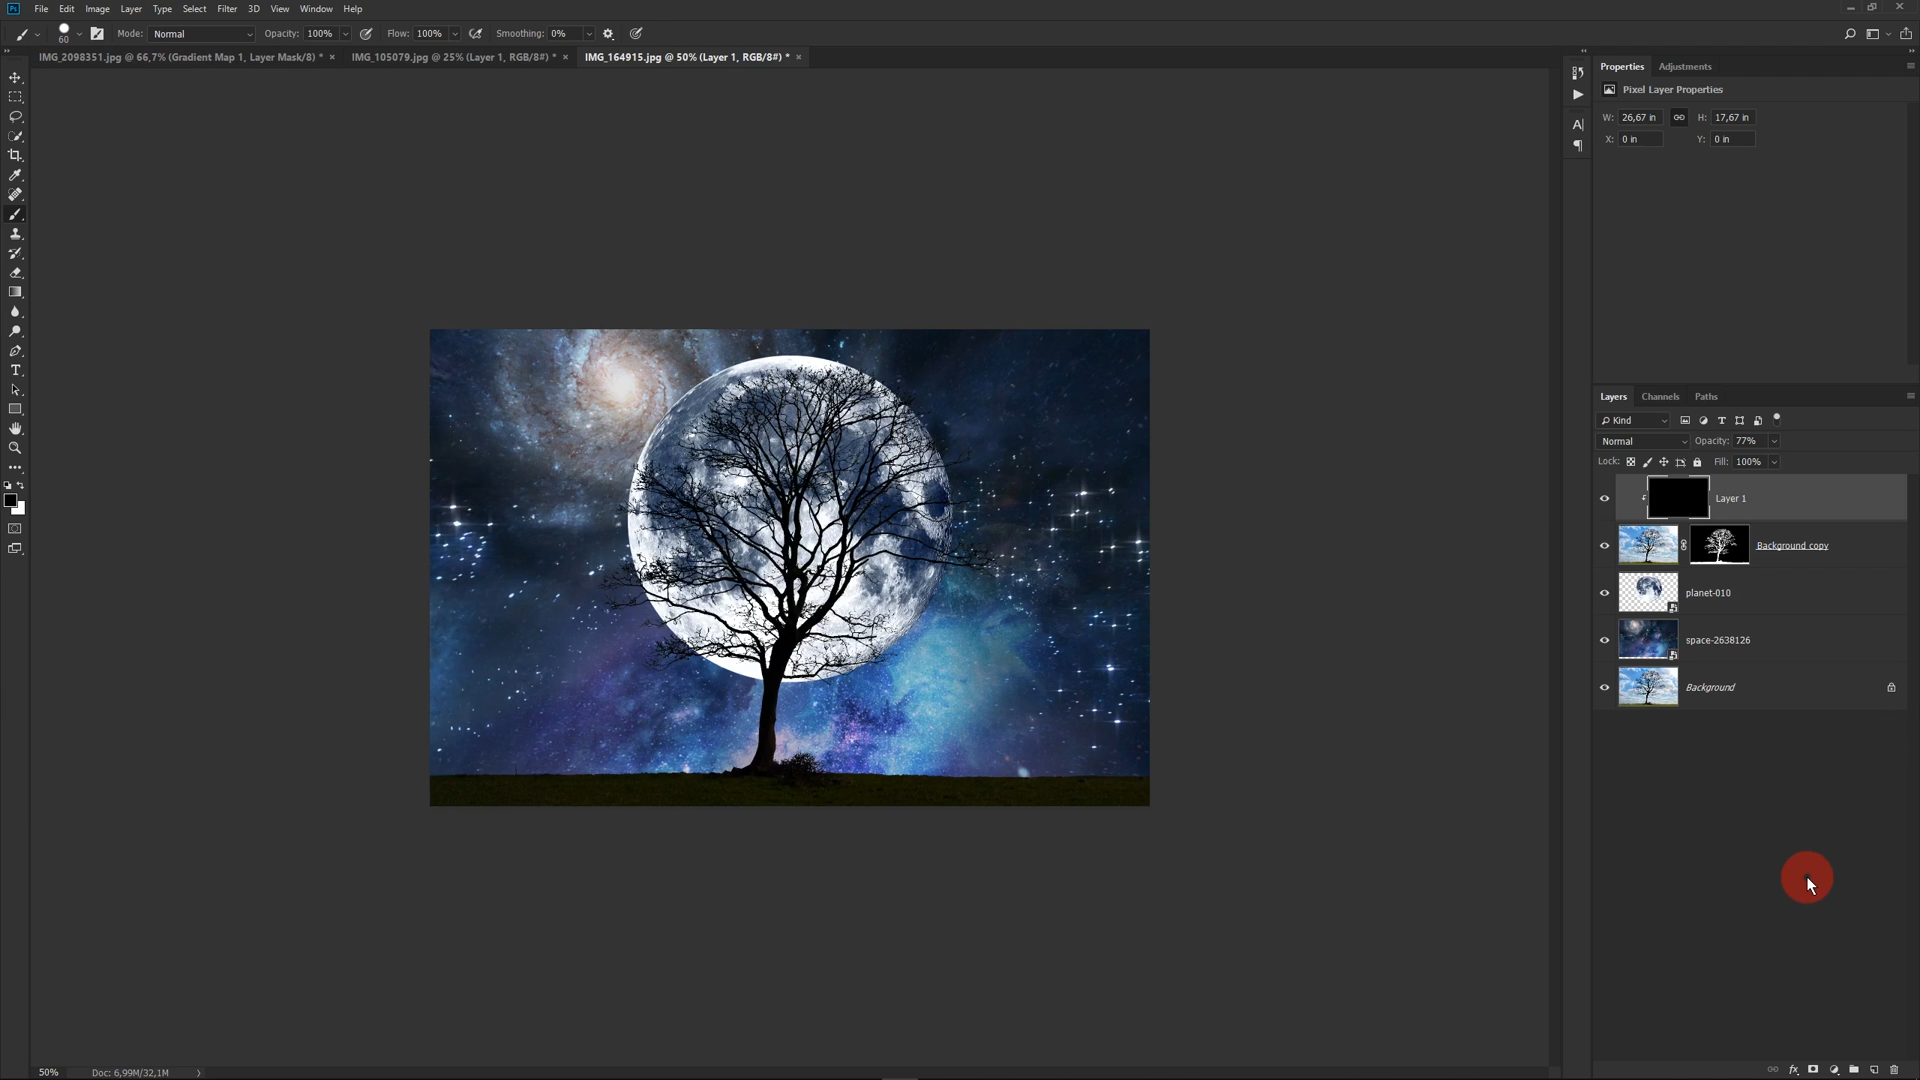 Ps File Edit Image Layer Type Select Filter 3D View Window Help
60 Mode: Normal Opacity: 100% Flow: 100% Smoothing: 0%
IMG_2098351.jpg @ 66,7% (Gradient Map 1, Layer Mask/8) * × IMG_105079.jpg @ 25% (Layer 1, RGB/8#) * × IMG_164915.jpg @ 50% (Layer 1, RGB/8#) * ×
Properties Adjustments
Pixel Layer Properties
W: 26,67 in H: 17,67 in
X: 0 in Y: 0 in
Layers Channels Paths
Kind
Normal Opacity: 77%
Lock: Fill: 100%
Layer 1
Background copy
planet-010
space-2638126
Background
50% Doc: 6,99M/32,1M